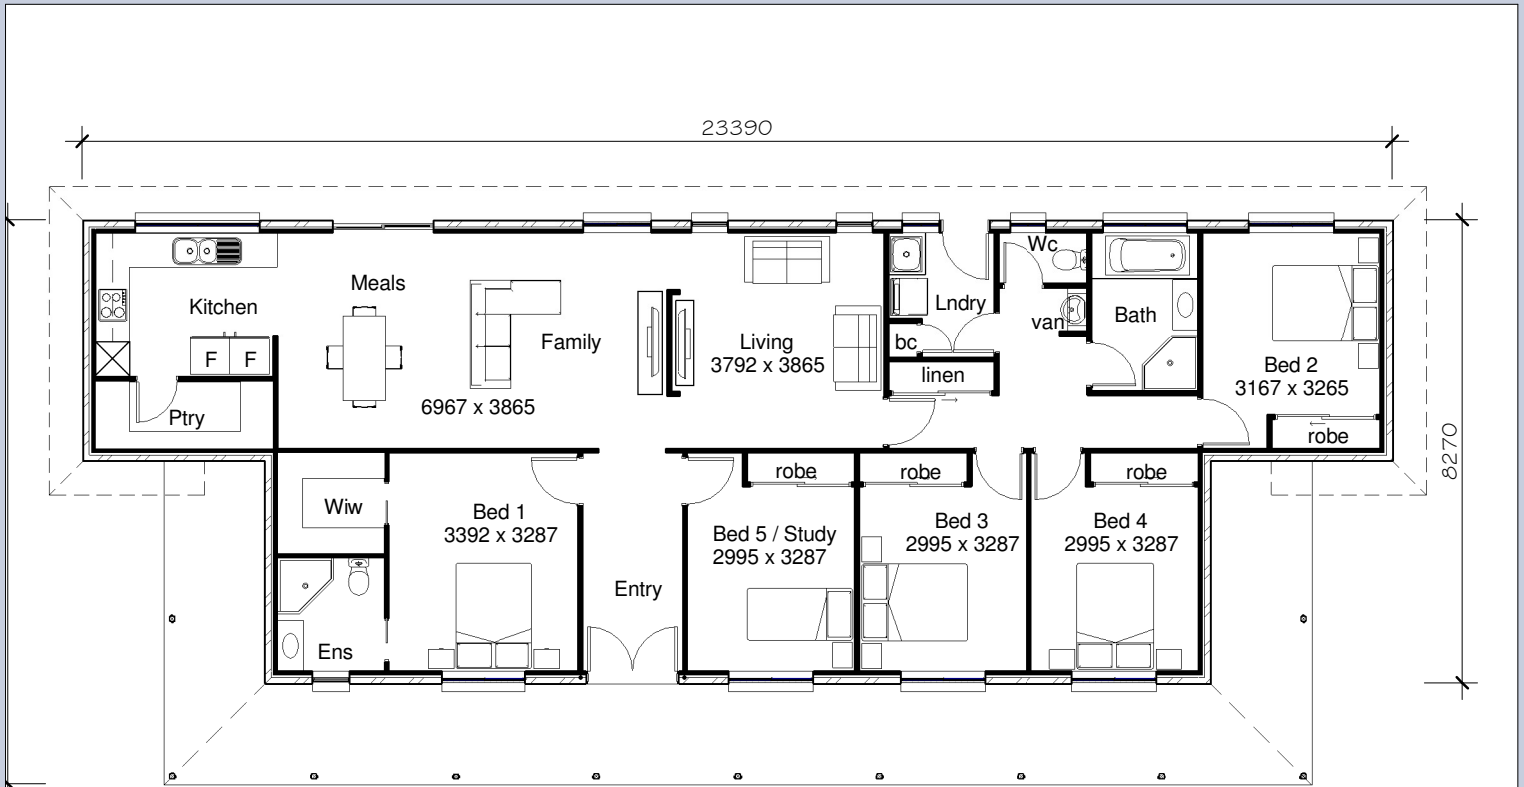 23390
Wc
Meals
Kitchen
Lndry
van
Bath
F F
Family
Living
3792 x 3865
bc
linen
Bed 2
3167 x 3265
6967 x 3865
Ptry
robe
8270
robe
robe
robe
Wiw
Bed 1
3392 x 3287
Bed 5 / Study
2995 x 3287
Bed 3
2995 x 3287
Bed 4
2995 x 3287
Entry
Ens